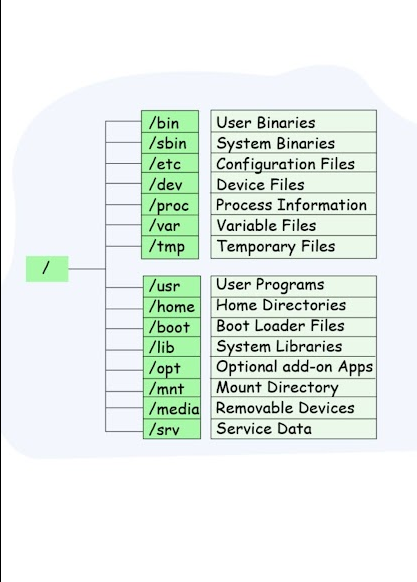 /bin User Binaries
/sbin System Binaries
/etc Configuration Files
/dev Device Files
/proc Process Information
/var Variable Files
/tmp Temporary Files
/
/usr User Programs
/home Home Directories
/boot Boot Loader Files
/lib System Libraries
/opt Optional add-on Apps
/mnt Mount Directory
/media Removable Devices
/srv Service Data